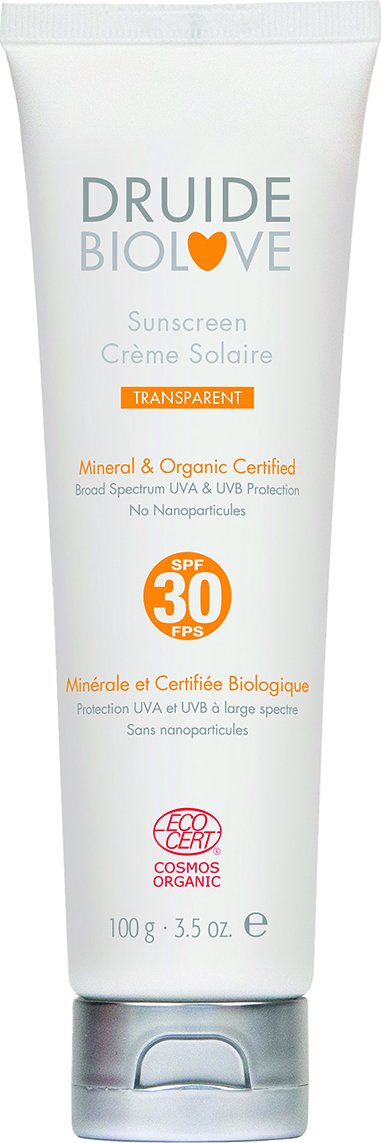 DRUIDE
BIOLOVE
Sunscreen
Crème Solaire
TRANSPARENT
Mineral & Organic Certified
Broad Spectrum UVA & UVB Protection
No Nanoparticules
SPF
30
FPS
Minérale et Certifiée Biologique
Protection UVA et UVB à large spectre
Sans nanoparticules
ECO
CERT®
COSMOS
ORGANIC
100 g · 3.5 oz. e